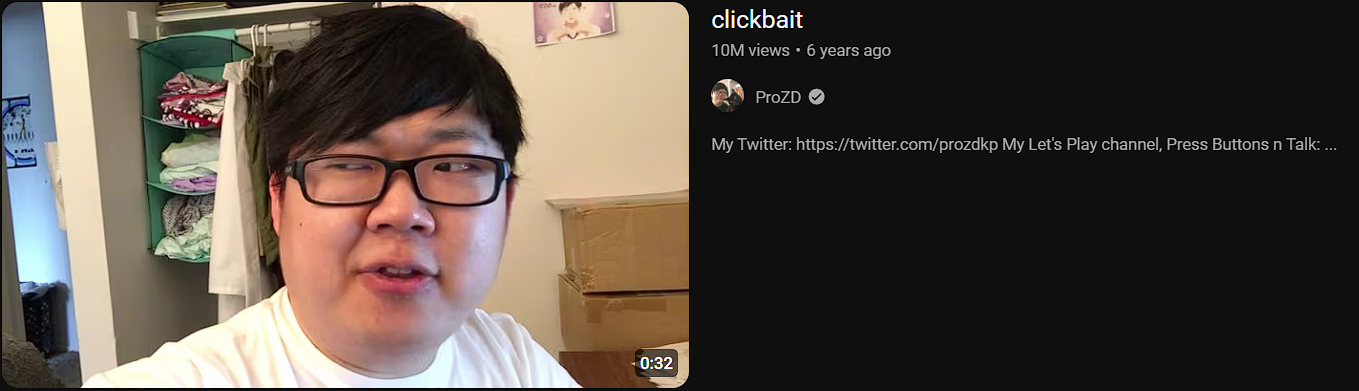 clickbait
10M views • 6 years ago
ProZD
My Twitter: https://twitter.com/prozdkp My Let's Play channel, Press Buttons n Talk: ...
0:32